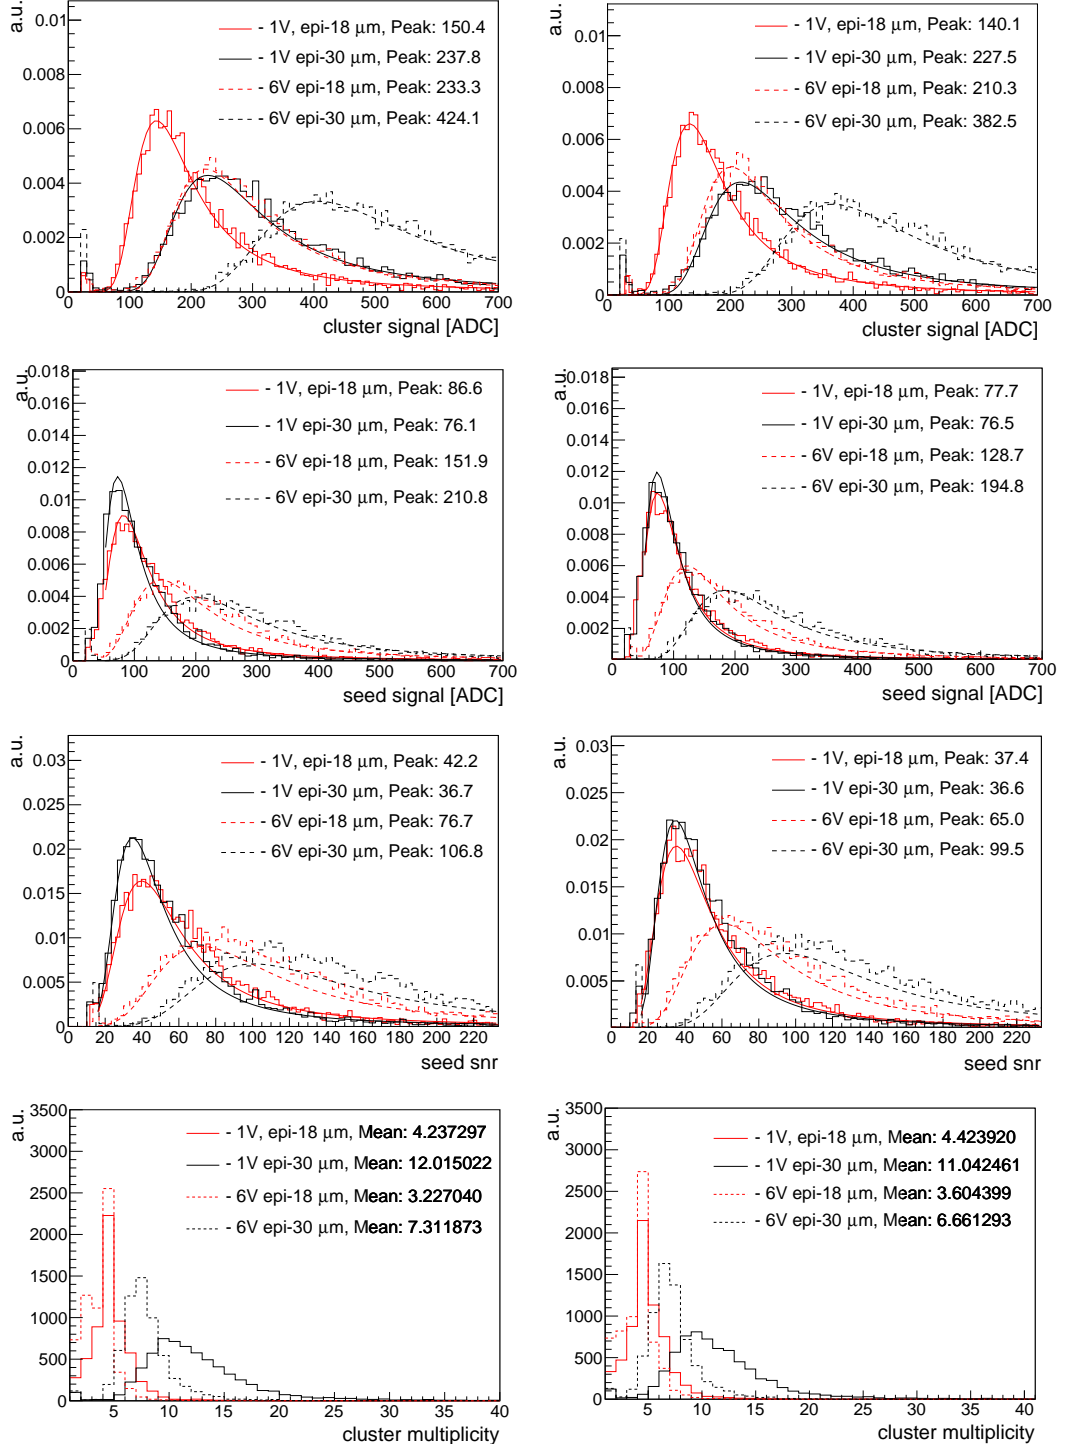 a.u.
0.01
0.008
0.006
0.004
0.002
0
- 1V, epi-18 μm, Peak: 150.4
- 1V epi-30 μm, Peak: 237.8
- 6V epi-18 μm, Peak: 233.3
- 6V epi-30 μm, Peak: 424.1
0 100 200 300 400 500 600 700
cluster signal [ADC]
a.u.
0.01
0.008
0.006
0.004
0.002
0
- 1V, epi-18 μm, Peak: 140.1
- 1V epi-30 μm, Peak: 227.5
- 6V epi-18 μm, Peak: 210.3
- 6V epi-30 μm, Peak: 382.5
0 100 200 300 400 500 600 700
cluster signal [ADC]
a.u.
0.018
0.016
0.014
0.012
0.01
0.008
0.006
0.004
0.002
0
- 1V, epi-18 μm, Peak: 86.6
- 1V epi-30 μm, Peak: 76.1
- 6V epi-18 μm, Peak: 151.9
- 6V epi-30 μm, Peak: 210.8
0 100 200 300 400 500 600 700
seed signal [ADC]
a.u.
0.018
0.016
0.014
0.012
0.01
0.008
0.006
0.004
0.002
0
- 1V, epi-18 μm, Peak: 77.7
- 1V epi-30 μm, Peak: 76.5
- 6V epi-18 μm, Peak: 128.7
- 6V epi-30 μm, Peak: 194.8
0 100 200 300 400 500 600 700
seed signal [ADC]
a.u.
0.03
0.025
0.02
0.015
0.01
0.005
0
- 1V, epi-18 μm, Peak: 42.2
- 1V epi-30 μm, Peak: 36.7
- 6V epi-18 μm, Peak: 76.7
- 6V epi-30 μm, Peak: 106.8
0 20 40 60 80 100 120 140 160 180 200 220
seed snr
a.u.
0.03
0.025
0.02
0.015
0.01
0.005
0
- 1V, epi-18 μm, Peak: 37.4
- 1V epi-30 μm, Peak: 36.6
- 6V epi-18 μm, Peak: 65.0
- 6V epi-30 μm, Peak: 99.5
0 20 40 60 80 100 120 140 160 180 200 220
seed snr
a.u.
3500
3000
2500
2000
1500
1000
500
0
- 1V, epi-18 μm, Mean: 4.237297
- 1V epi-30 μm, Mean: 12.015022
- 6V epi-18 μm, Mean: 3.227040
- 6V epi-30 μm, Mean: 7.311873
5 10 15 20 25 30 35 40
cluster multiplicity
a.u.
3500
3000
2500
2000
1500
1000
500
0
- 1V, epi-18 μm, Mean: 4.423920
- 1V epi-30 μm, Mean: 11.042461
- 6V epi-18 μm, Mean: 3.604399
- 6V epi-30 μm, Mean: 6.661293
5 10 15 20 25 30 35 40
cluster multiplicity